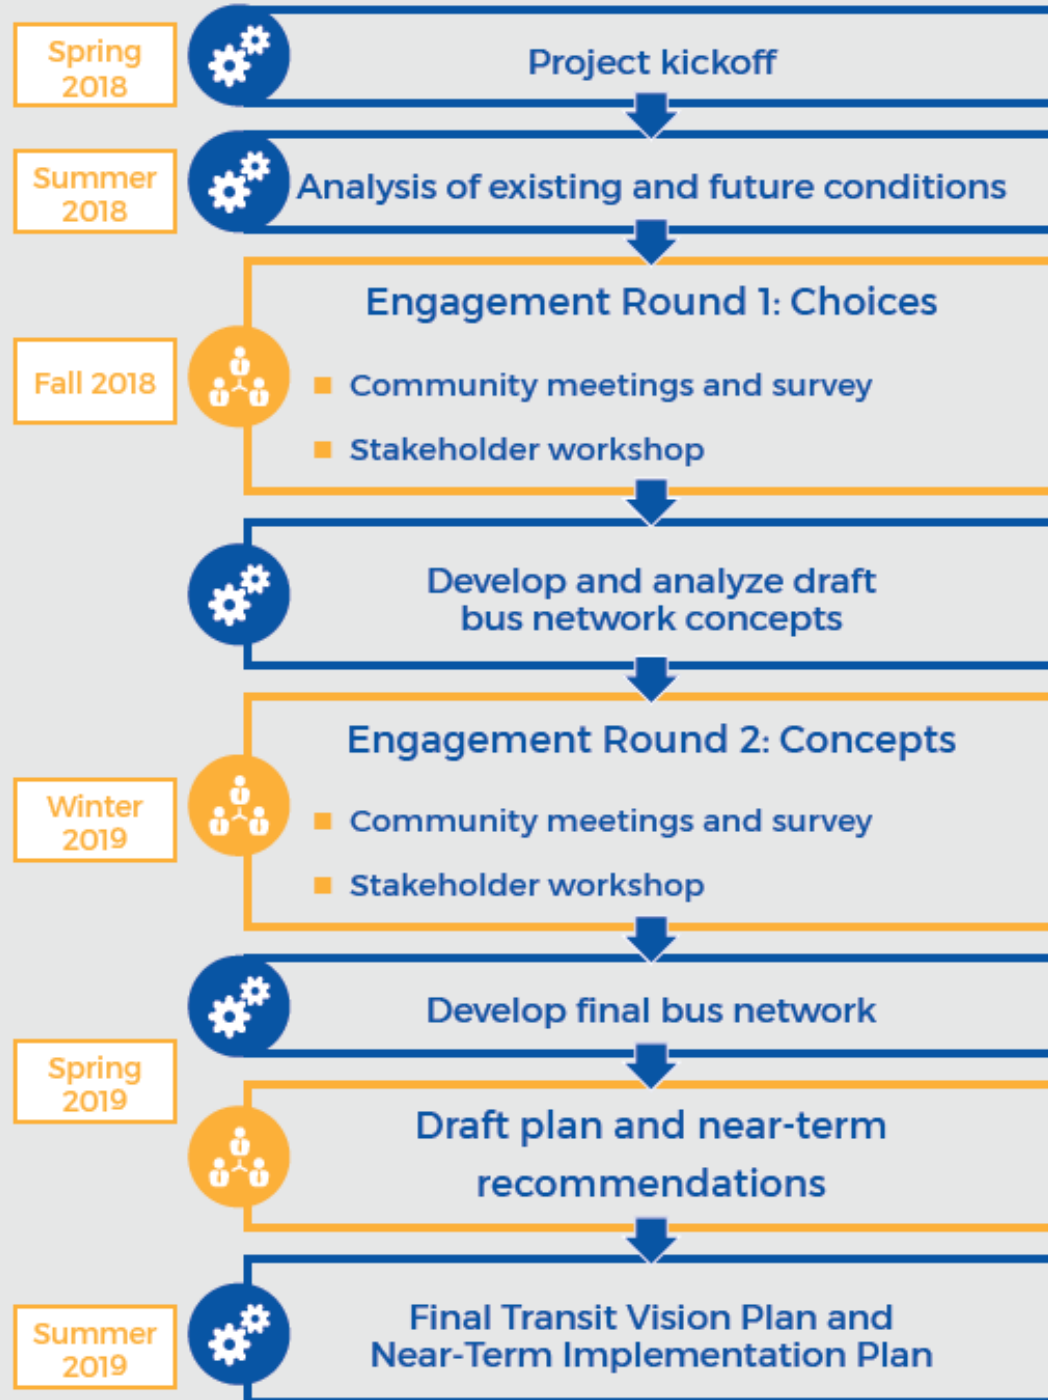 Spring
2018
Project kickoff
Summer
2018
Analysis of existing and future conditions
Engagement Round 1: Choices
Fall 2018
Community meetings and survey
Stakeholder workshop
Develop and analyze draft
bus network concepts
Engagement Round 2: Concepts
Winter
2019
Community meetings and survey
Stakeholder workshop
Develop final bus network
Spring
2019
Draft plan and near-term
recommendations
Summer
2019
Final Transit Vision Plan and
Near-Term Implementation Plan